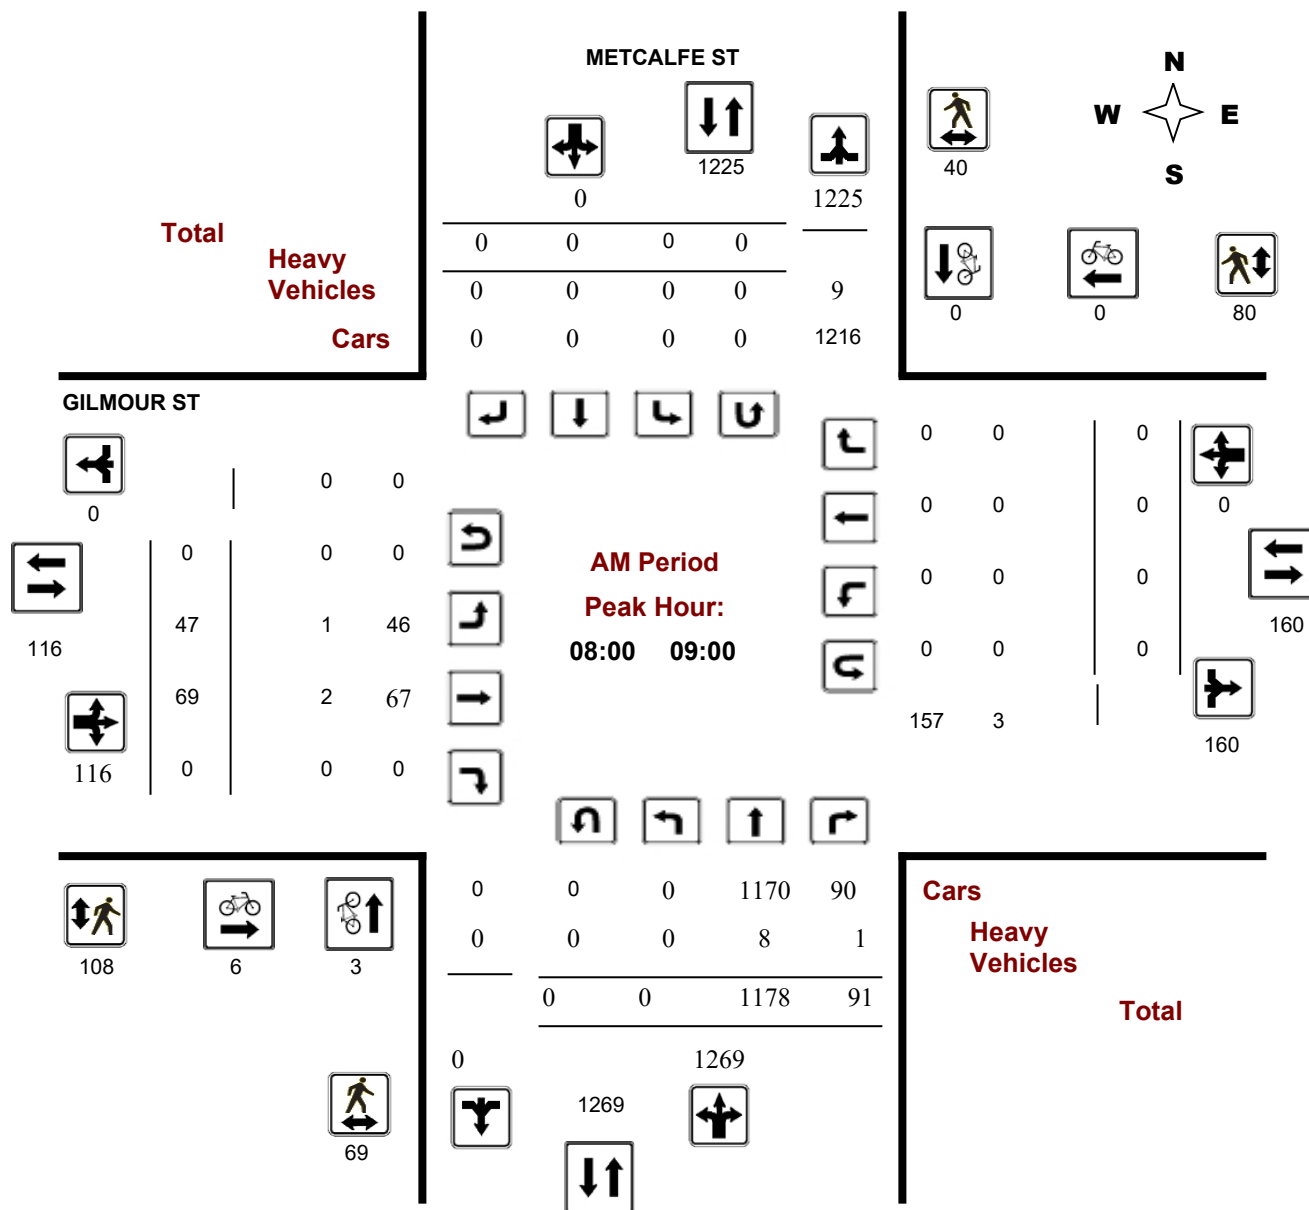 METCALFE ST
N
W E
S
1225
40
0 1225
Total
0 0 0 0
Heavy
Vehicles
0 0 0 0 9
0 0 80
Cars
0 0 0 0 1216
GILMOUR ST
0 0 0
0 0
0
0 0 0 0
0 0 0
AM Period
0 0 0
Peak Hour:
47 1 46
116
08:00 09:00
0 0 0
160
69 2 67
157 3
160
116
0 0 0
0 0 0 1170 90
Cars
0 0 0 8 1
Heavy
Vehicles
108 6 3
0 0 1178 91
Total
0 1269
1269
69